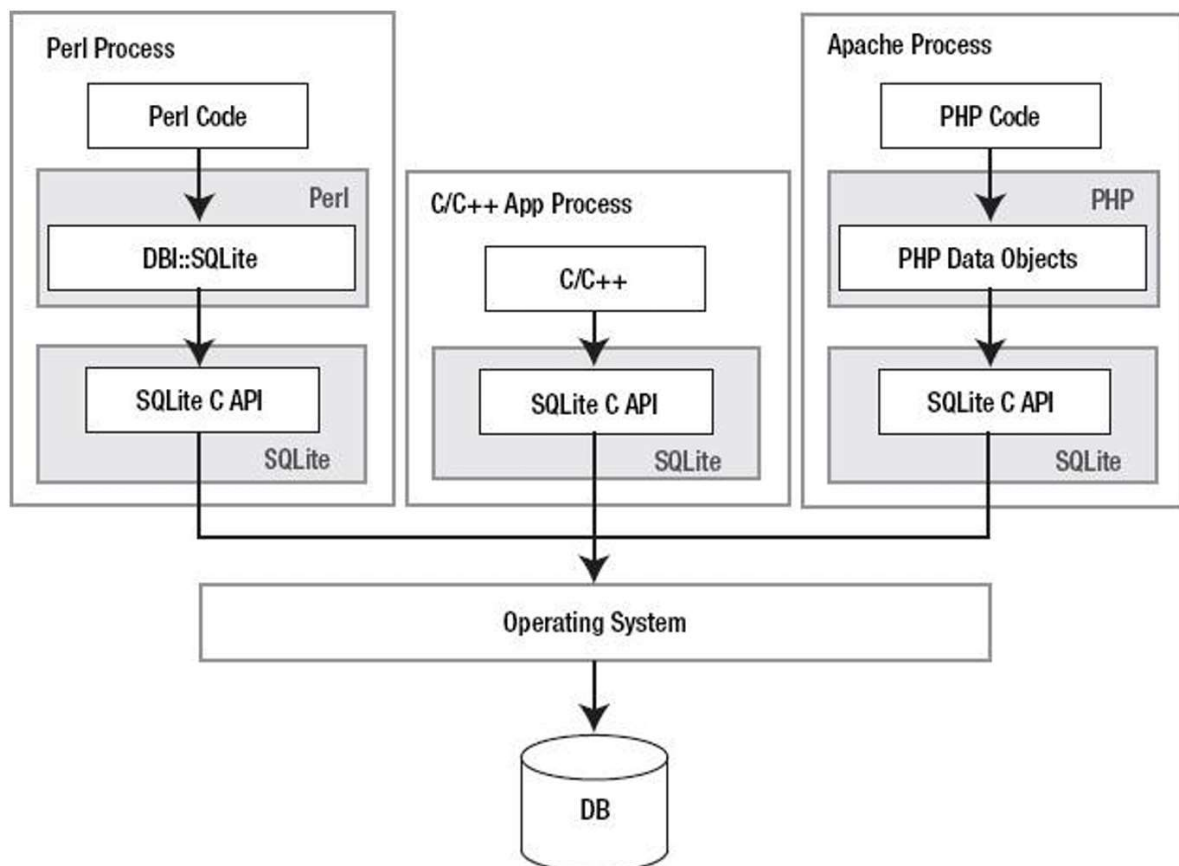 Perl Process
Perl Code
Perl
DBI::SQLite
SQLite C API
SQLite
C/C++ App Process
C/C++
SQLite C API
SQLite
Apache Process
PHP Code
PHP
PHP Data Objects
SQLite C API
SQLite
Operating System
DB